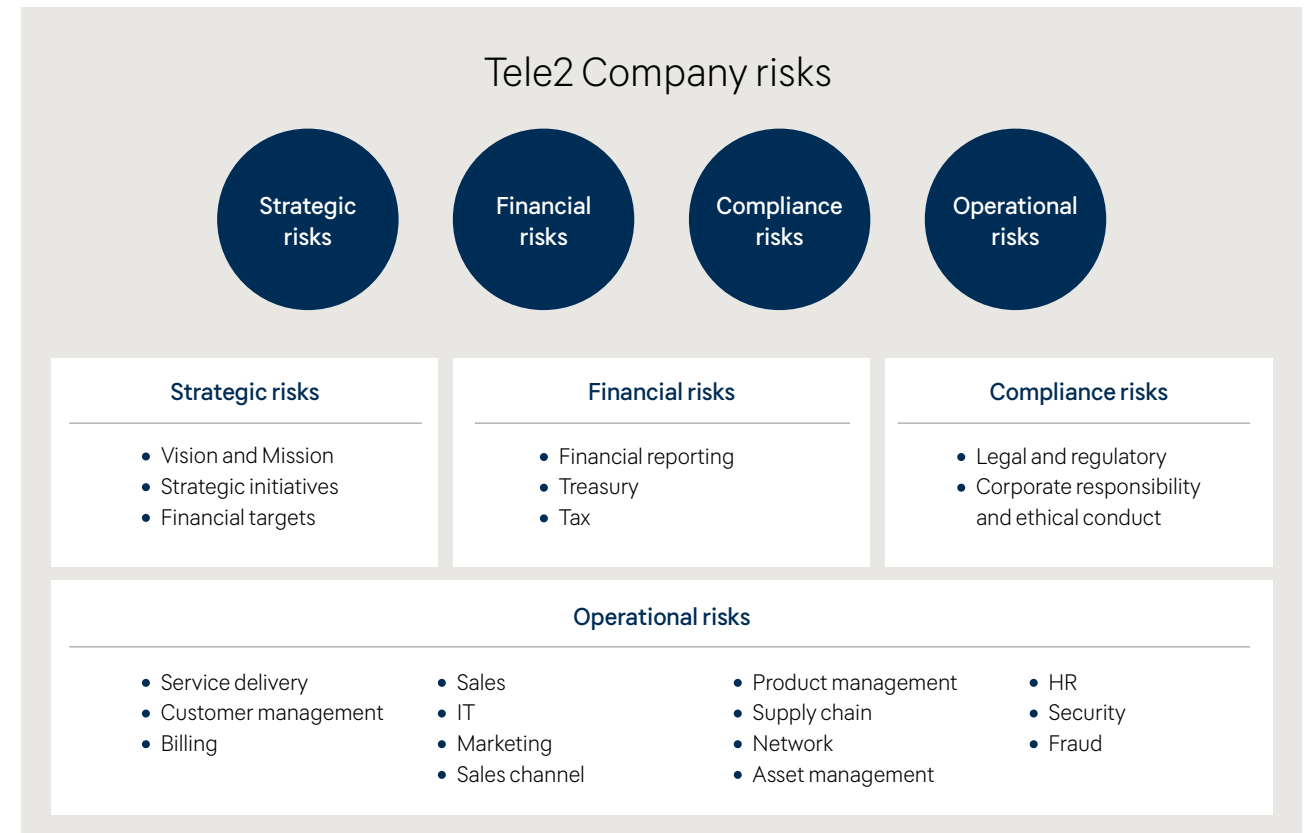 Tele2 Company risks
Strategic
risks
Financial
risks
Compliance
risks
Operational
risks
Strategic risks
• Vision and Mission
• Strategic initiatives
• Financial targets
Financial risks
• Financial reporting
• Treasury
• Tax
Compliance risks
• Legal and regulatory
• Corporate responsibility
and ethical conduct
Operational risks
• Service delivery
• Customer management
• Billing
• Sales
• IT
• Marketing
• Sales channel
• Product management
• Supply chain
• Network
• Asset management
• HR
• Security
• Fraud